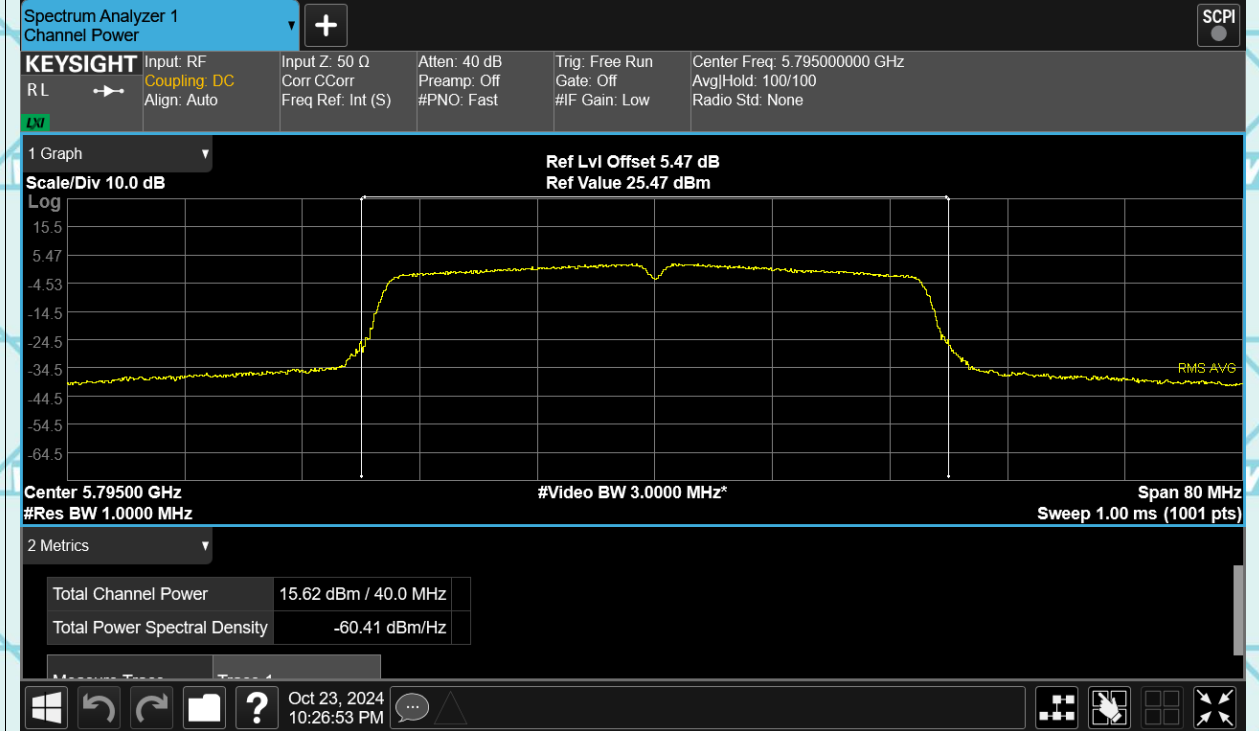 Spectrum Analyzer 1
Channel Power
SCPI
KEYSIGHT
RL
LXI
Input: RF
Coupling: DC
Align: Auto
Input Z: 50 Ω
Corr CCorr
Freq Ref: Int (S)
Atten: 40 dB
Preamp: Off
#PNO: Fast
Trig: Free Run
Gate: Off
#IF Gain: Low
Center Freq: 5.795000000 GHz
Avg|Hold: 100/100
Radio Std: None
1 Graph
Scale/Div 10.0 dB
Ref Lvl Offset 5.47 dB
Ref Value 25.47 dBm
Log
15.5
5.47
-4.53
-14.5
-24.5
-34.5
-44.5
-54.5
-64.5
RMS AVG
Center 5.79500 GHz
#Video BW 3.0000 MHz*
Span 80 MHz
#Res BW 1.0000 MHz
Sweep 1.00 ms (1001 pts)
2 Metrics
Total Channel Power 15.62 dBm / 40.0 MHz
Total Power Spectral Density -60.41 dBm/Hz
Measure Trace Trace 1
Oct 23, 2024
10:26:53 PM